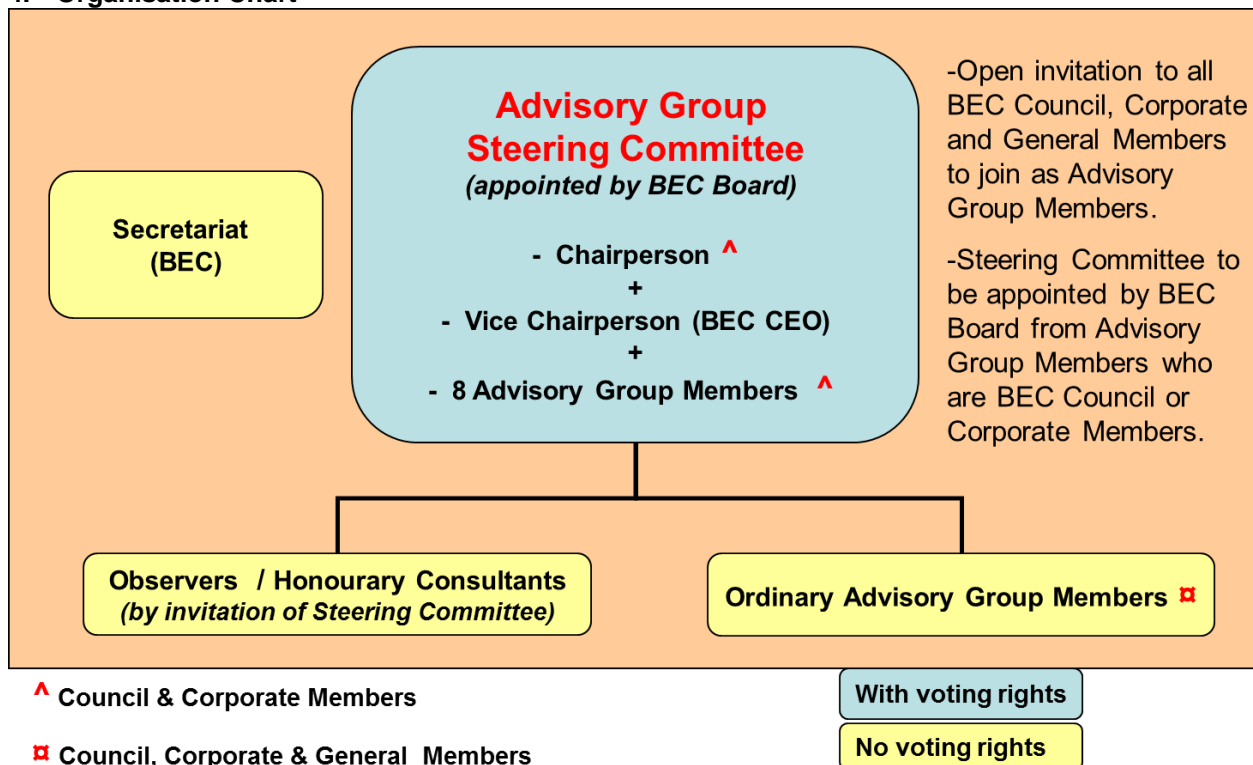 Organisation Chart
Advisory Group
Steering Committee
(appointed by BEC Board)
- Chairperson ^
+
- Vice Chairperson (BEC CEO)
+
- 8 Advisory Group Members ^
Secretariat
(BEC)
-Open invitation to all
BEC Council, Corporate
and General Members
to join as Advisory
Group Members.
-Steering Committee to
be appointed by BEC
Board from Advisory
Group Members who
are BEC Council or
Corporate Members.
Observers / Honourary Consultants
(by invitation of Steering Committee)
Ordinary Advisory Group Members ¤
^ Council & Corporate Members
¤ Council, Corporate & General Members
With voting rights
No voting rights